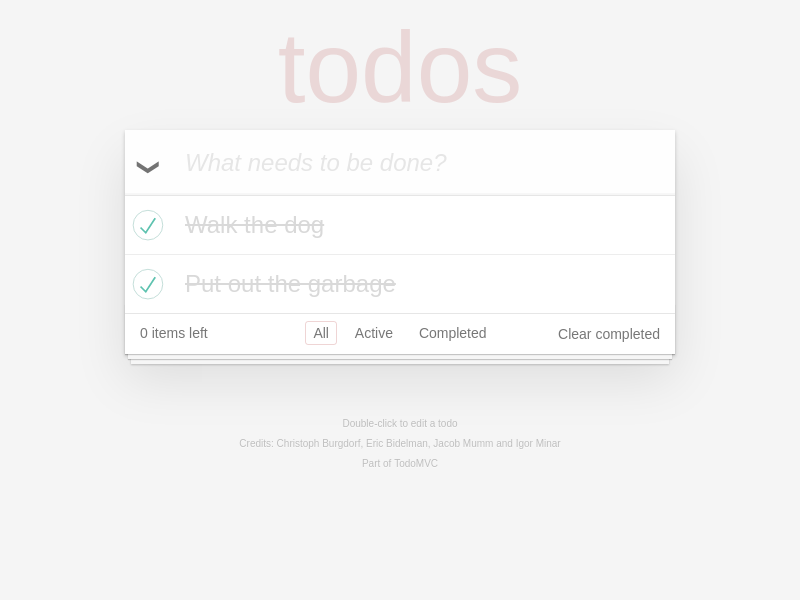 todos
What needs to be done?
Walk the dog
Put out the garbage
0 items left All Active Completed Clear completed
Double-click to edit a todo
Credits: Christoph Burgdorf, Eric Bidelman, Jacob Mumm and Igor Minar
Part of TodoMVC